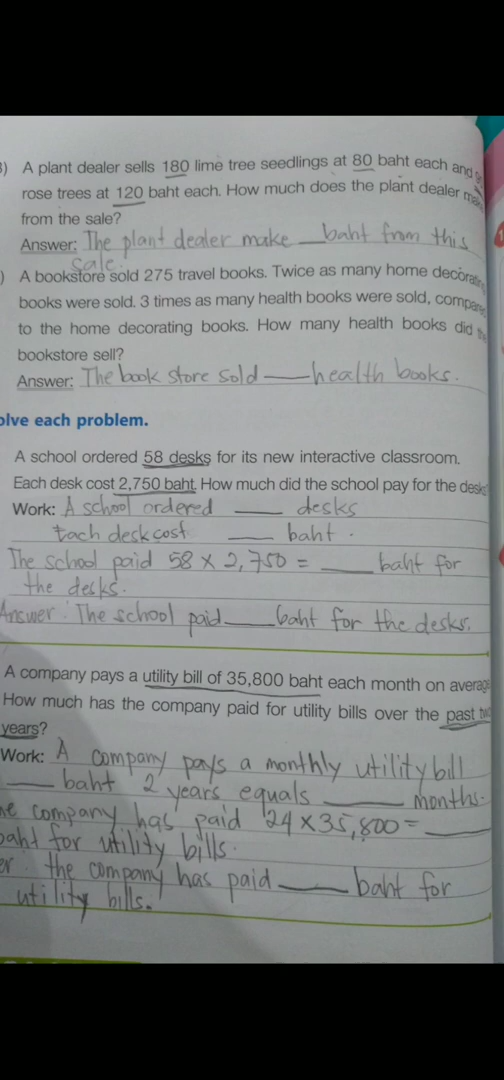 3) A plant dealer sells 180 lime tree seedlings at 80 baht each and
rose trees at 120 baht each. How much does the plant dealer
from the sale?
Answer: The plant dealer make ___ baht from this
sale.
) A bookstore sold 275 travel books. Twice as many home decorating
books were sold. 3 times as many health books were sold, compared
to the home decorating books. How many health books did the
bookstore sell?
Answer: The book store sold ___ health books.
olve each problem.
A school ordered 58 desks for its new interactive classroom.
Each desk cost 2,750 baht. How much did the school pay for the desks
Work: A school ordered ___ desks
Each desk cost ___ baht.
The school paid 58 × 2,750 = ___ baht for
the desks.
Answer: The school paid ___ baht for the desks.
A company pays a utility bill of 35,800 baht each month on average
How much has the company paid for utility bills over the past two
years?
Work: A company pays a monthly utility bill
___ baht 2 years equals ___ months.
he company has paid 24×35,800= ___
baht for utility bills.
er: the company has paid ___ baht for
utility bills.